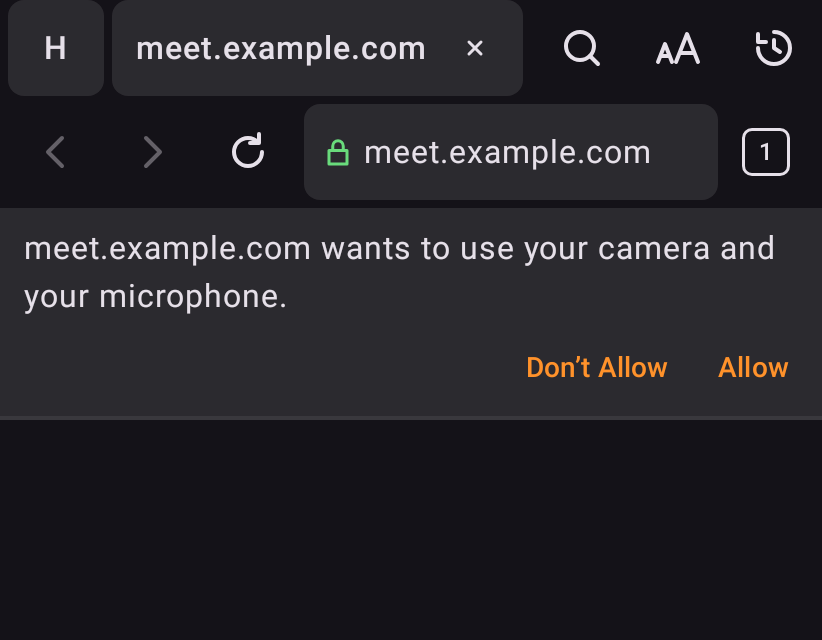 H
meet.example.com
AA
meet.example.com
1
meet.example.com wants to use your camera and
your microphone.
Don’t Allow
Allow